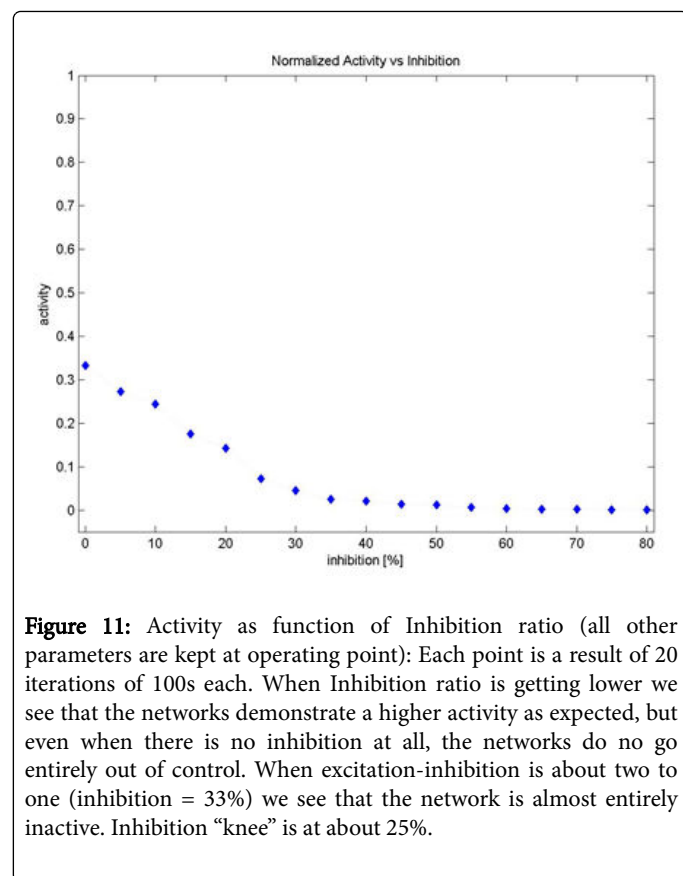 Normalized Activity vs Inhibition
1
0.9
0.8
0.7
0.6
0.5
0.4
0.3
0.2
0.1
0
activity
0 10 20 30 40 50 60 70 80
inhibition [%]
Figure 11: Activity as function of Inhibition ratio (all other
parameters are kept at operating point): Each point is a result of 20
iterations of 100s each. When Inhibition ratio is getting lower we
see that the networks demonstrate a higher activity as expected, but
even when there is no inhibition at all, the networks do no go
entirely out of control. When excitation-inhibition is about two to
one (inhibition = 33%) we see that the network is almost entirely
inactive. Inhibition “knee” is at about 25%.